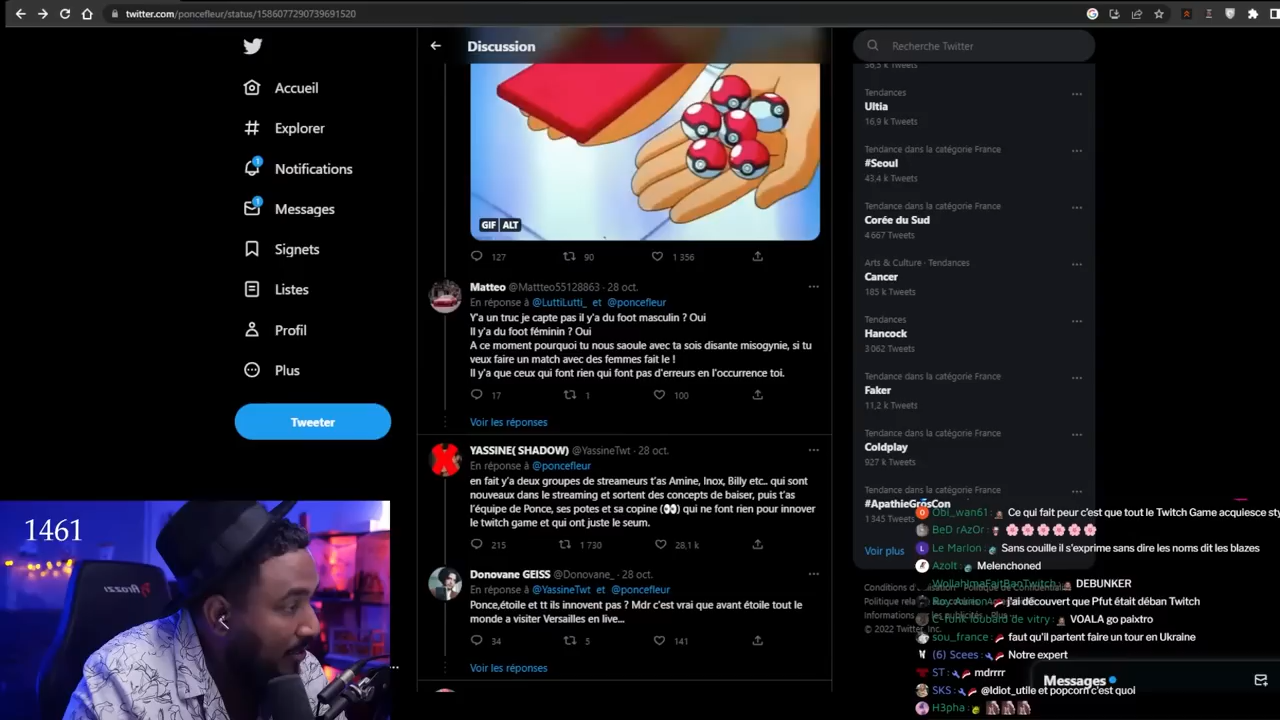 twitter.com/poncefleur/status/1586077290739691520
Accueil
Explorer
Notifications
Messages
Signets
Listes
Profil
Plus
Tweeter
1
1
1461
Discussion
GIF ALT
127 90 1 356
Matteo @Mattteo55128863 · 28 oct.
En réponse à @LuttiLutti_ et @poncefleur
Y'a un truc je capte pas il y'a du foot masculin ? Oui
Il y'a du foot féminin ? Oui
A ce moment pourquoi tu nous saoule avec ta sois disante misogynie, si tu
veux faire un match avec des femmes fait le !
Il y'a que ceux qui font rien qui font pas d'erreurs en l'occurrence toi.
17 1 100
Voir les réponses
YASSINE( SHADOW) @YassineTwt · 28 oct.
En réponse à @poncefleur
en fait y'a deux groupes de streameurs t'as Amine, Inox, Billy etc.. qui sont
nouveaux dans le streaming et sortent des concepts de baiser, puis t'as
l'équipe de Ponce, ses potes et sa copine (👀) qui ne font rien pour innover
le twitch game et qui ont juste le seum.
215 1 730 28,1 k
Donovane GEISS @Donovane_ · 28 oct.
En réponse à @YassineTwt et @poncefleur
Ponce,étoile et tt ils innovent pas ? Mdr c'est vrai que avant étoile tout le
monde a visiter Versailles en live...
34 5 141
Voir les réponses
Recherche Twitter
36,5 k Tweets
Tendances
Ultia
16,9 k Tweets
Tendance dans la catégorie France
#Seoul
43,4 k Tweets
Tendance dans la catégorie France
Corée du Sud
4 667 Tweets
Arts & Culture · Tendances
Cancer
185 k Tweets
Tendances
Hancock
3 062 Tweets
Tendance dans la catégorie France
Faker
11,2 k Tweets
Tendance dans la catégorie France
Coldplay
927 k Tweets
Tendance dans la catégorie France
#ApathieGrosCon
1 345 Tweets
Voir plus
© 2022 Twitter, Inc.
Obi_wan61 : Ce qui fait peur c'est que tout le Twitch Game acquiesce sty
BeD rAzOr : 🌸🌸🌸🌸🌸🌸
Le Marlon : Sans couille il s'exprime sans dire les noms dit les blazes
Azolt : Melenchoned
WollahJmaFaitBanTwitch : DEBUNKER
j'ai découvert que Pfut était déban Twitch
VOALA go paixtro
sou_france : faut qu'il partent faire un tour en Ukraine
(6) Scees : Notre expert
ST : mdrrrr
SKS : @Idiot_utile et popcorn c'est quoi
H3pha :
Messages